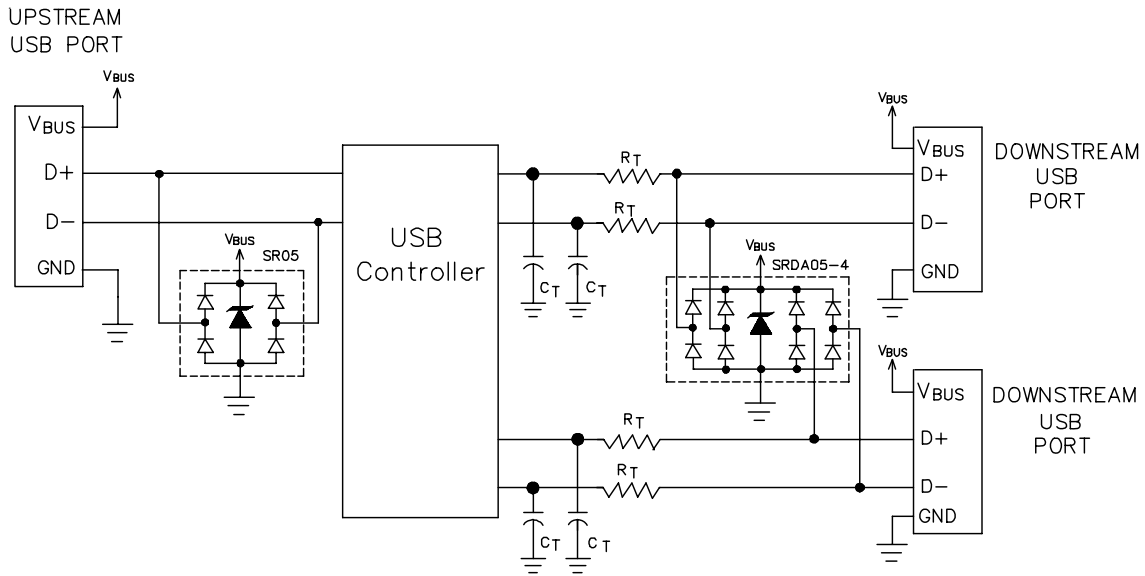 UPSTREAM
USB PORT
VBUS
VBUS
D+
D-
GND
VBUS
SR05
USB
Controller
RT
RT
CT
CT
VBUS
SRDA05-4
VBUS
VBUS
D+
D-
GND
DOWNSTREAM
USB
PORT
RT
RT
CT
CT
VBUS
VBUS
D+
D-
GND
DOWNSTREAM
USB
PORT